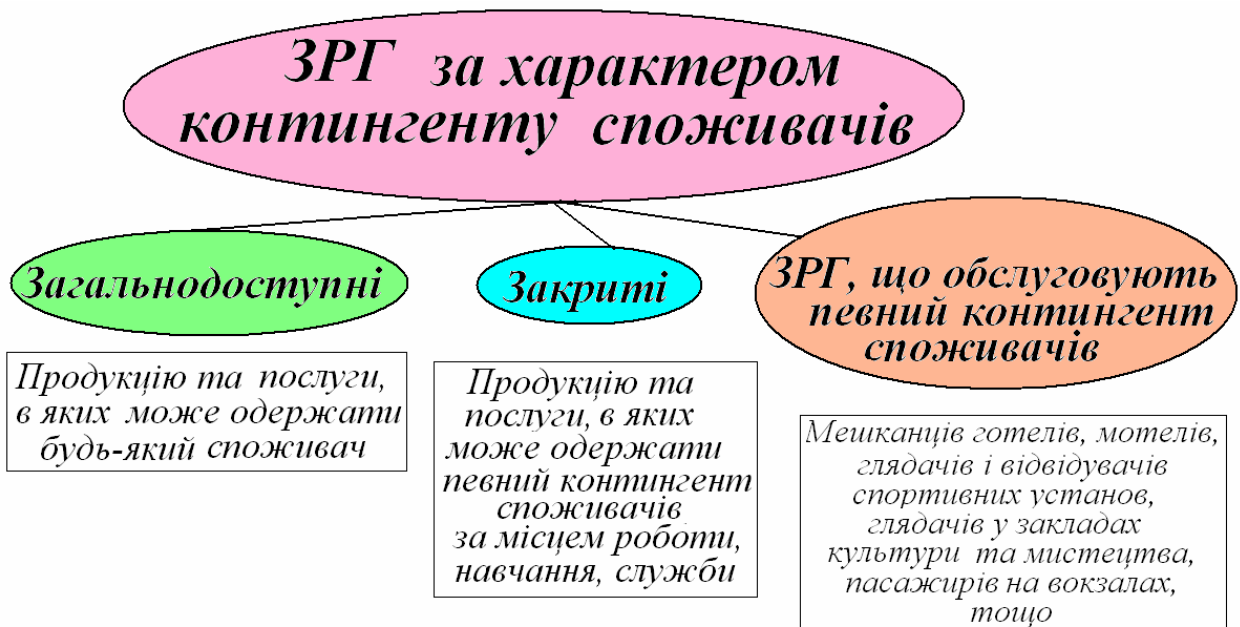 ЗРГ за характером
контингенту споживачів
Загальнодоступні
Закриті
ЗРГ, що обслуговують
певний контингент
споживачів
Продукцію та послуги,
в яких може одержати
будь-який споживач
Продукцію та
послуги, в яких
може одержати
певний контингент
споживачів
за місцем роботи,
навчання, служби
Мешканців готелів, мотелів,
глядачів і відвідувачів
спортивних установ,
глядачів у закладах
культури та мистецтва,
пасажирів на вокзалах,
тощо